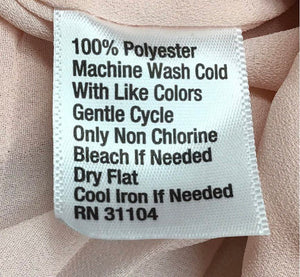 100% Polyester
Machine Wash Cold
With Like Colors
Gentle Cycle
Only Non Chlorine
Bleach If Needed
Dry Flat
Cool Iron If Needed
RN 31104